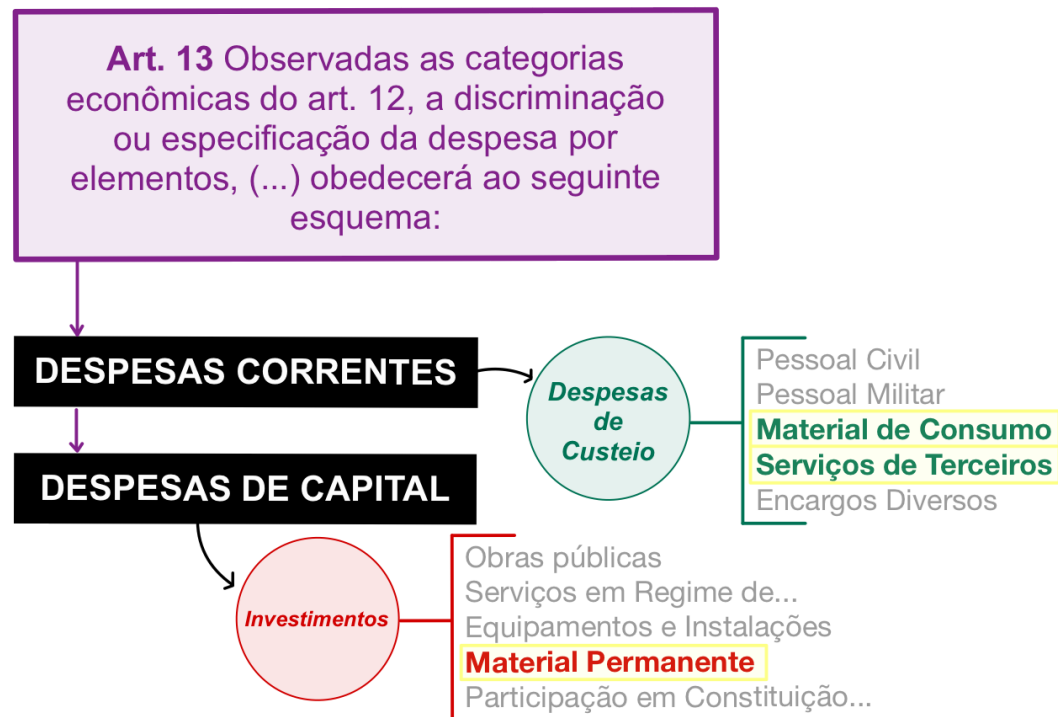 Art. 13 Observadas as categorias
econômicas do art. 12, a discriminação
ou especificação da despesa por
elementos, (...) obedecerá ao seguinte
esquema:
DESPESAS CORRENTES
Despesas
de
Custeio
Pessoal Civil
Pessoal Militar
Material de Consumo
Serviços de Terceiros
Encargos Diversos
DESPESAS DE CAPITAL
Investimentos
Obras públicas
Serviços em Regime de...
Equipamentos e Instalações
Material Permanente
Participação em Constituição...